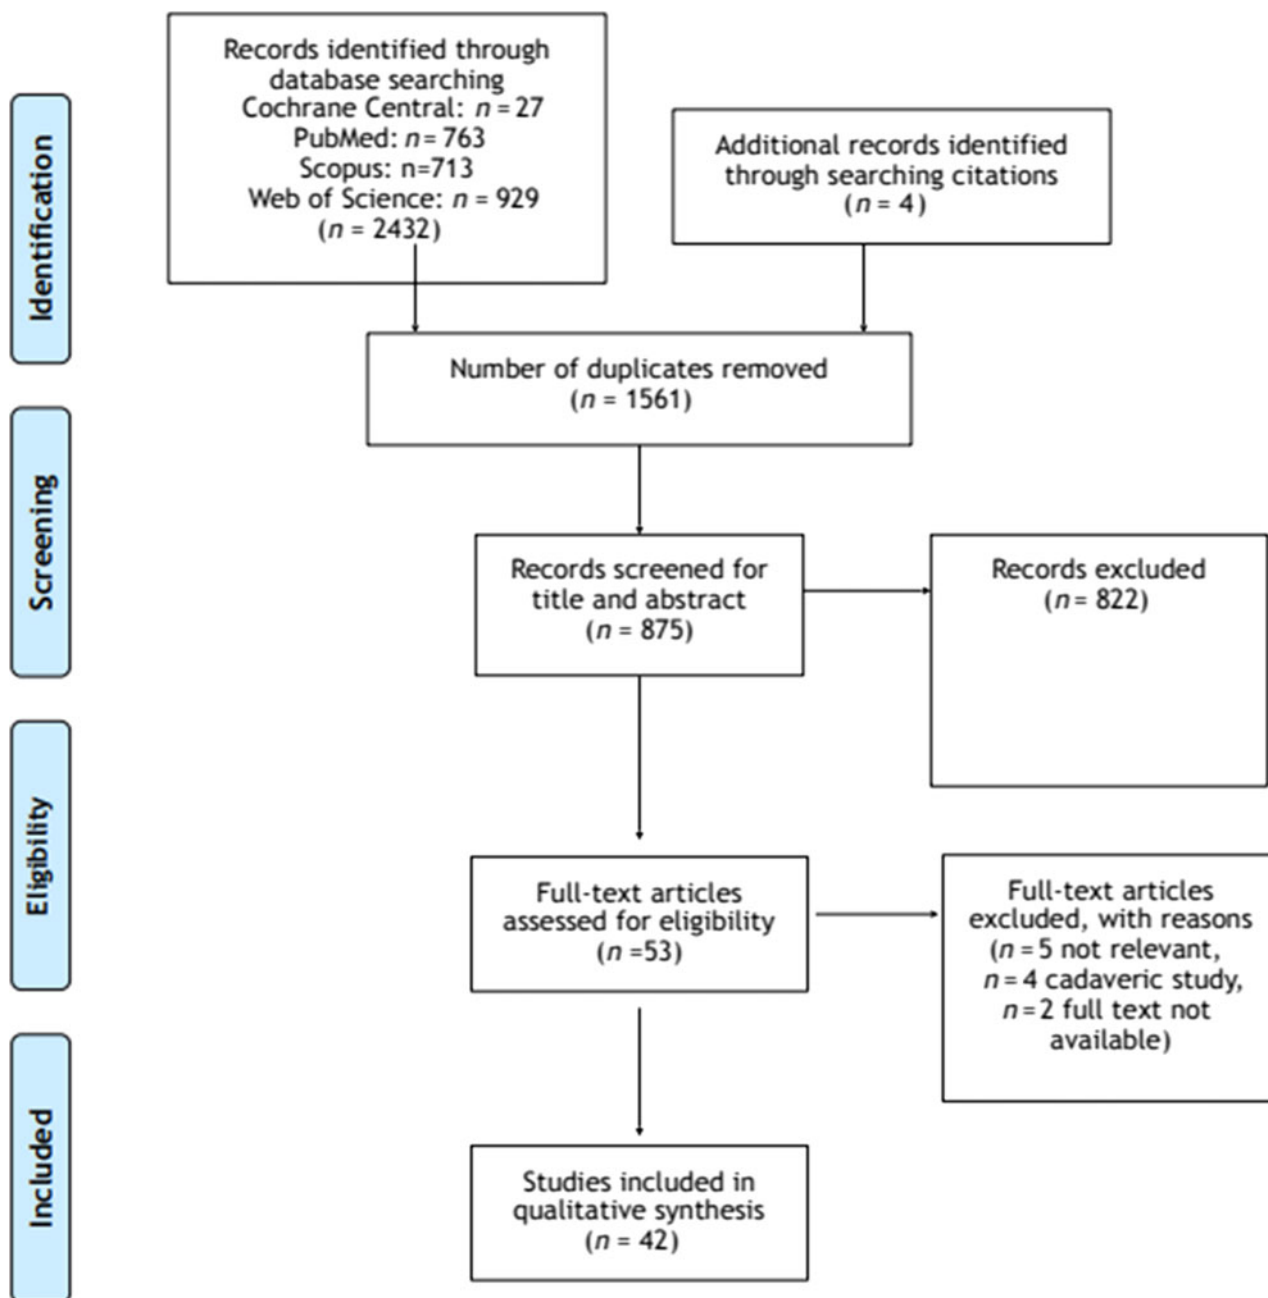 Identification
Records identified through
database searching
Cochrane Central: n = 27
PubMed: n= 763
Scopus: n=713
Web of Science: n = 929
(n = 2432)
Additional records identified
through searching citations
(n = 4)
Number of duplicates removed
(n = 1561)
Screening
Records screened for
title and abstract
(n = 875)
Records excluded
(n= 822)
Eligibility
Full-text articles
assessed for eligibility
(n =53)
Full-text articles
excluded, with reasons
(n = 5 not relevant,
n= 4 cadaveric study,
n=2 full text not
available)
Included
Studies included in
qualitative synthesis
(n = 42)